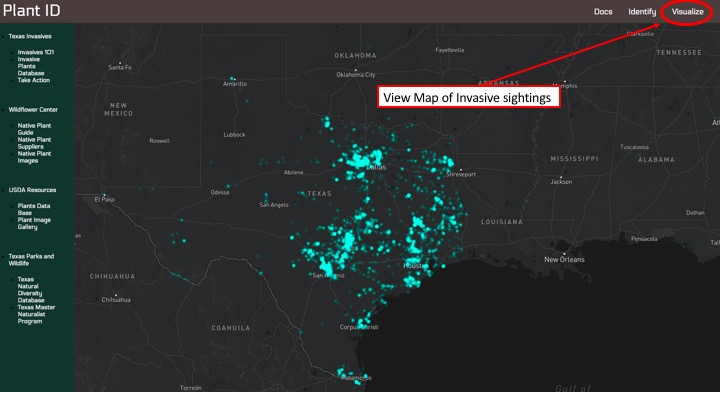 Plant ID
Docs Identify Visualize
Texas Invasives
Invasives 101
Invasive
Plants
Database
Take Action
Wildflower Center
Native Plant
Guide
Native Plant
Suppliers
Native Plant
Images
USDA Resources
Plants Data
Base
Plant Image
Gallery
Texas Parks and
Wildlife
Texas
Natural
Diversity
Database
Texas Master
Naturalist
Program
View Map of Invasive sightings
Clarksville
TENNESSEE
Fayetteville
OKLAHOMA
Santa Fe
Oklahoma City
Amarillo
ARKANSAS
NEW
MEXICO
Roswell
Lubbock
Tuscaloosa
MISSISSIPPI
ALABAMA
Dallas
Abilene
Shreveport
Jackson
Odessa
TEXAS
El Paso
San Angelo
Dothan
LOUISIANA
Pensacola
New Orleans
Houston
San Antonio
CHIHUAHUA
Chihuahua
COAHUILA
Corpus Christi
Matamoros
Torreón
Gulf of